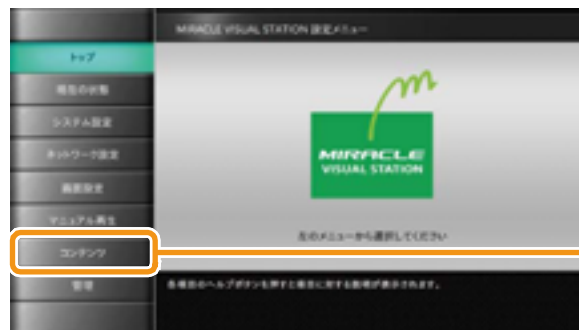 MIRACLE VISUAL STATION 設定メニュー
トップ
現在の状態
システム設定
ネットワーク設定
画面設定
マニュアル再生
コンテンツ
管理
MIRACLE
VISUAL STATION
左のメニューから選択してください
各項目のヘルプボタンを押すと項目に対する説明が表示されます。